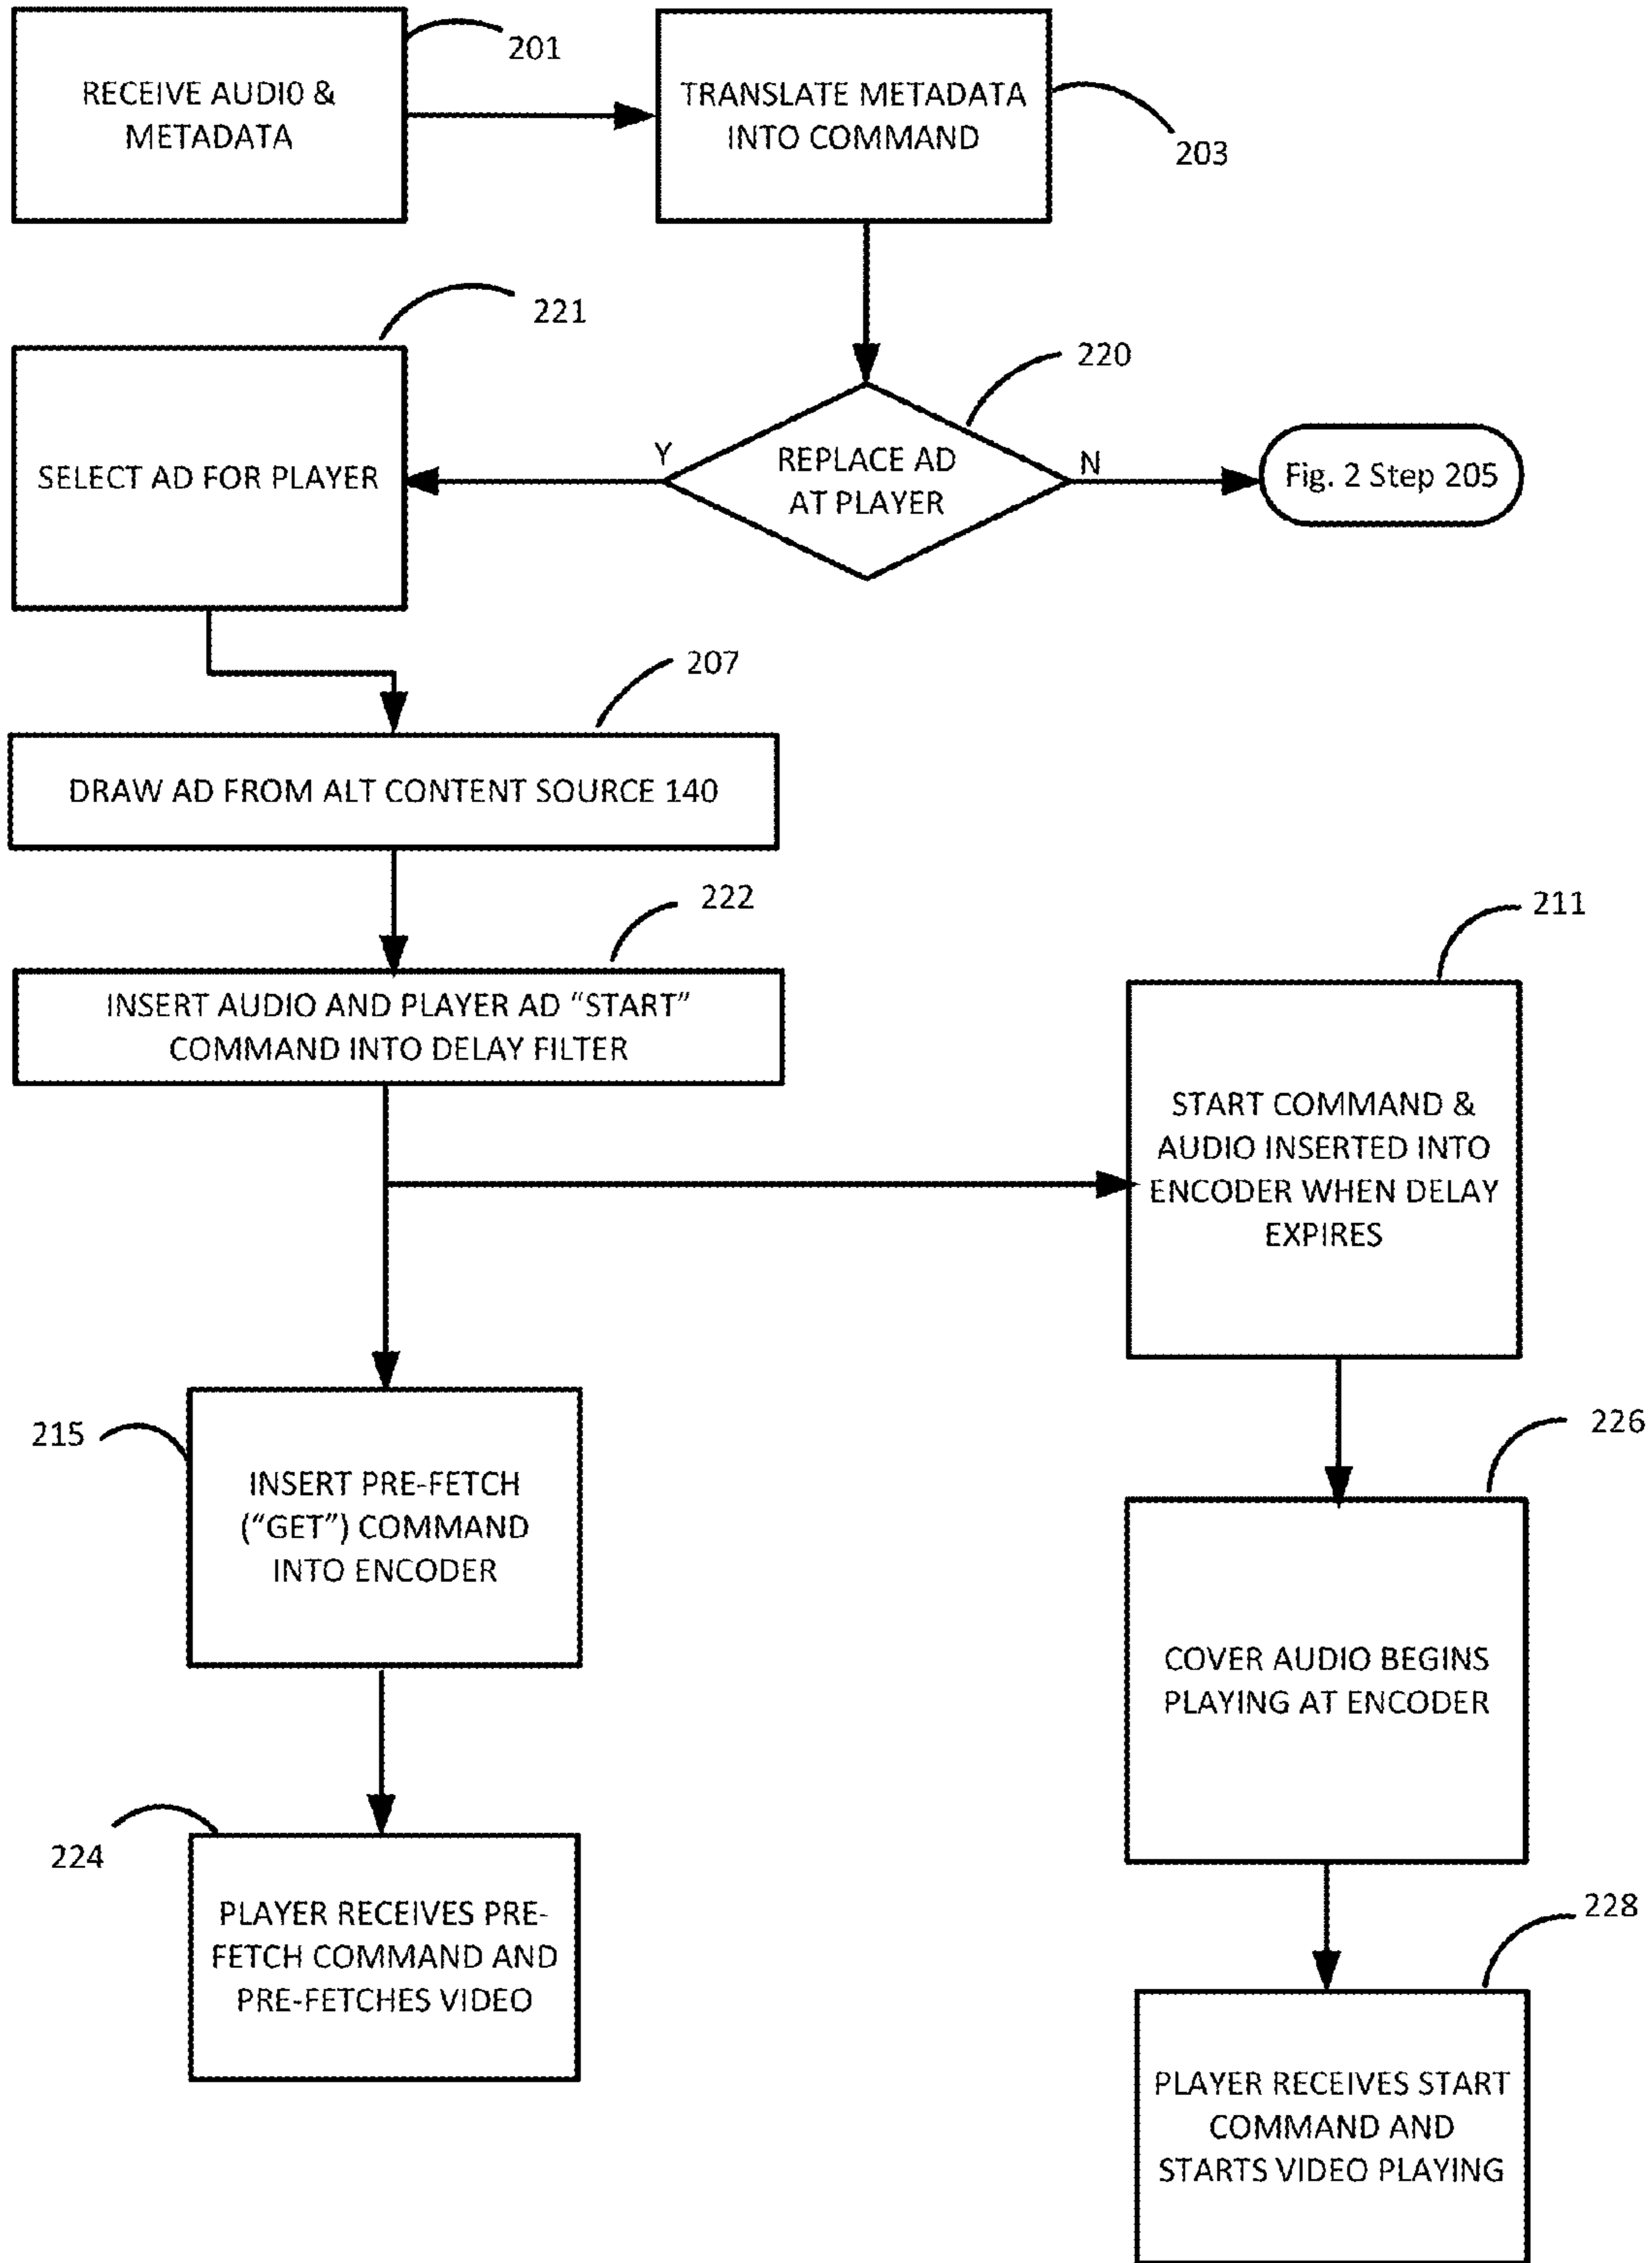 201
RECEIVE AUDIO &
METADATA
TRANSLATE METADATA
INTO COMMAND
203
221
220
SELECT AD FOR PLAYER
Y
REPLACE AD
AT PLAYER
N
Fig. 2 Step 205
207
DRAW AD FROM ALT CONTENT SOURCE 140
222
INSERT AUDIO AND PLAYER AD “START”
COMMAND INTO DELAY FILTER
211
START COMMAND &
AUDIO INSERTED INTO
ENCODER WHEN DELAY
EXPIRES
215
INSERT PRE-FETCH
(“GET”) COMMAND
INTO ENCODER
226
COVER AUDIO BEGINS
PLAYING AT ENCODER
224
PLAYER RECEIVES PRE-
FETCH COMMAND AND
PRE-FETCHES VIDEO
228
PLAYER RECEIVES START
COMMAND AND
STARTS VIDEO PLAYING